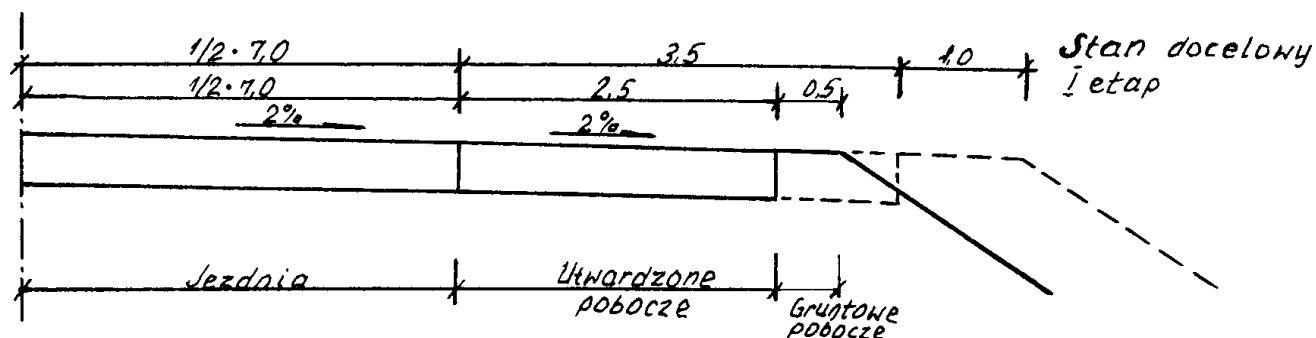 1/2·7,0
3,5
1,0
Stan docelowy
1/2·7,0
2,5
0,5
I etap
2%
2%
Jezdnia
Utwardzone
pobocze
Gruntowe
pobocze